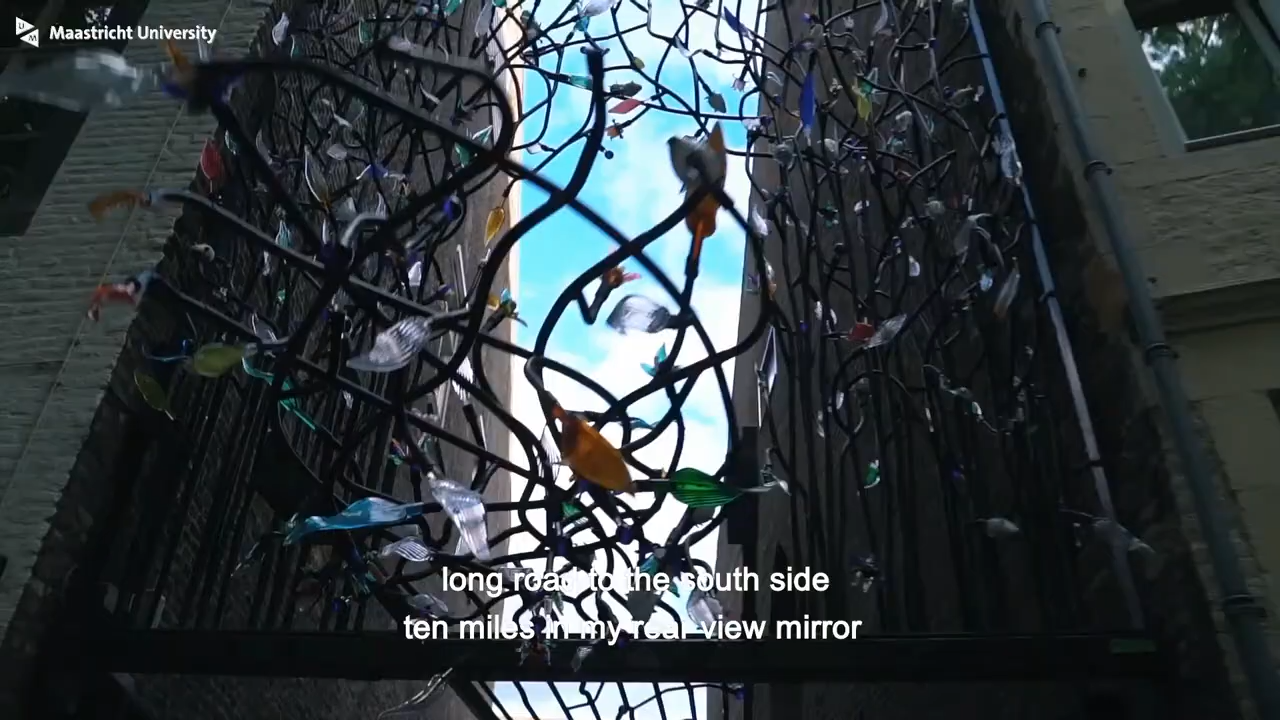 Maastricht University
long road to the south side
ten miles in my rear view mirror